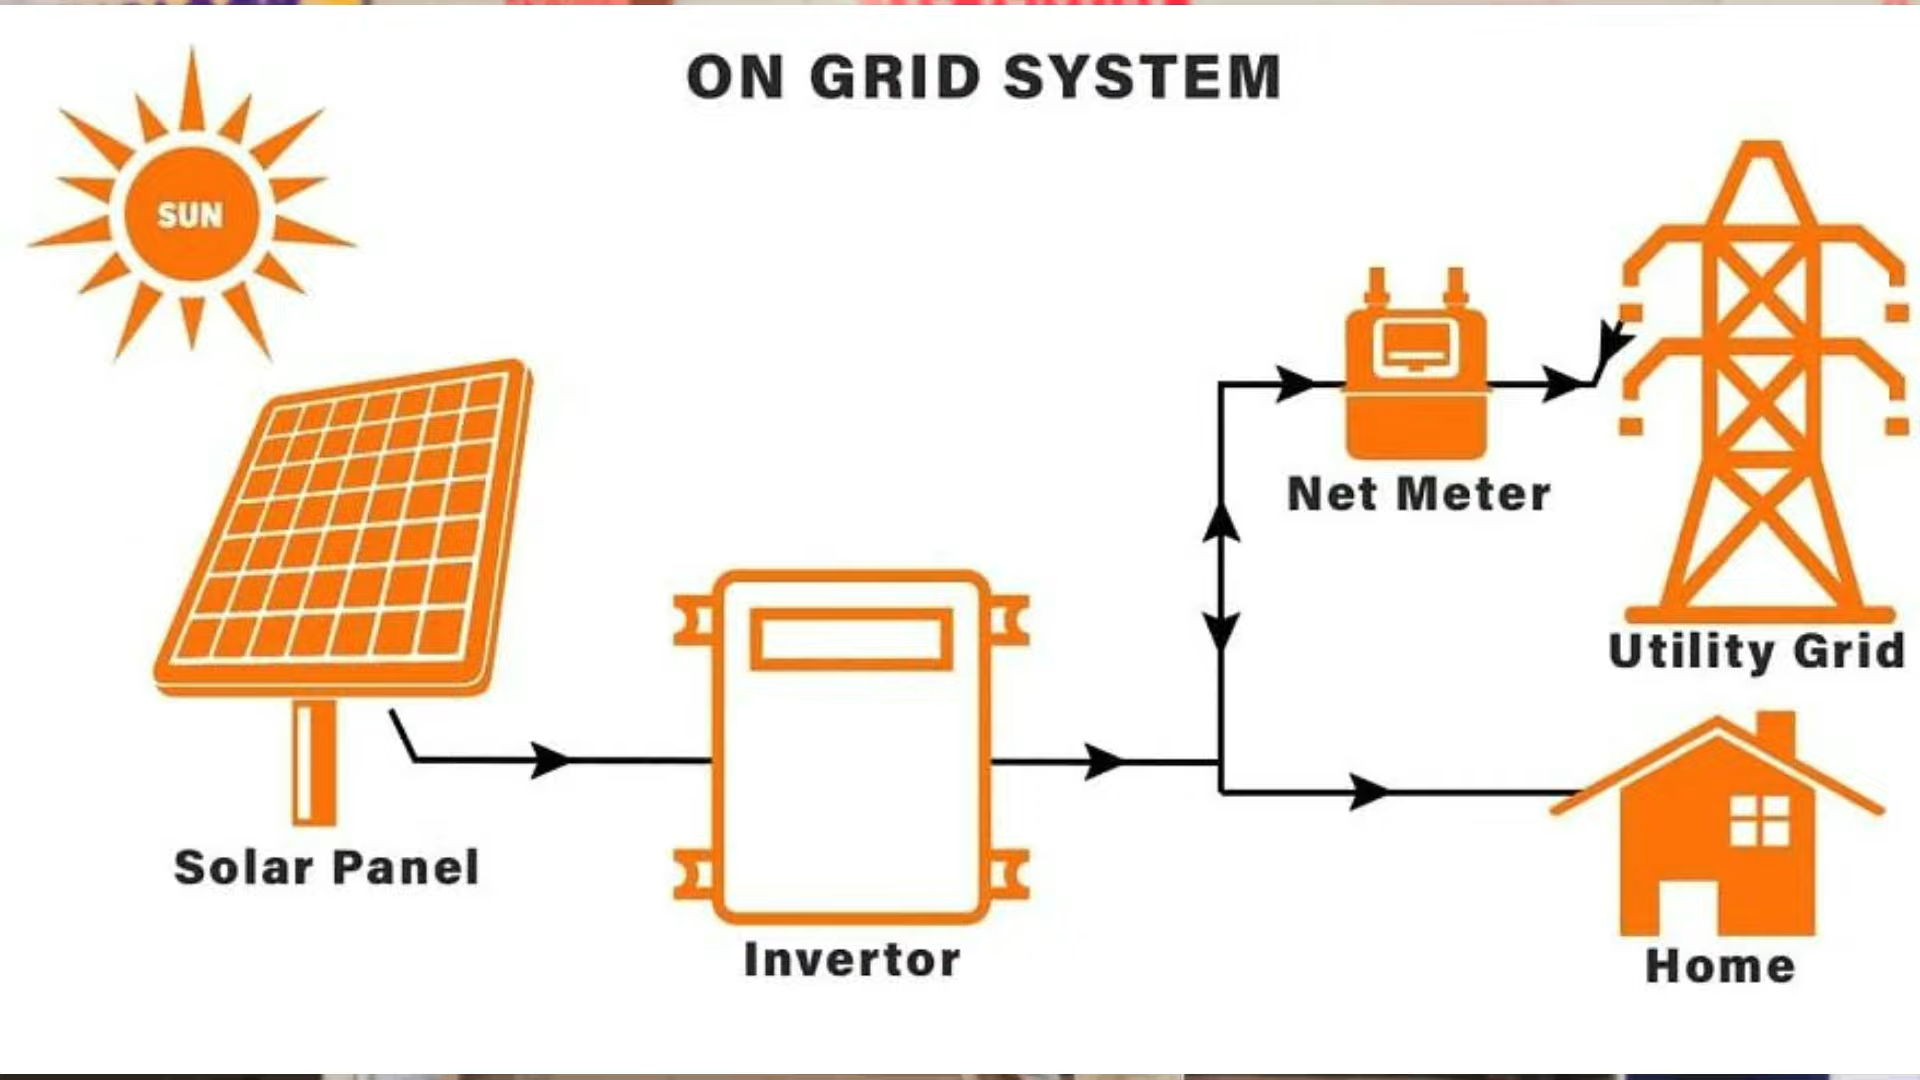 ON GRID SYSTEM
SUN
Net Meter
Utility Grid
Solar Panel
Invertor
Home